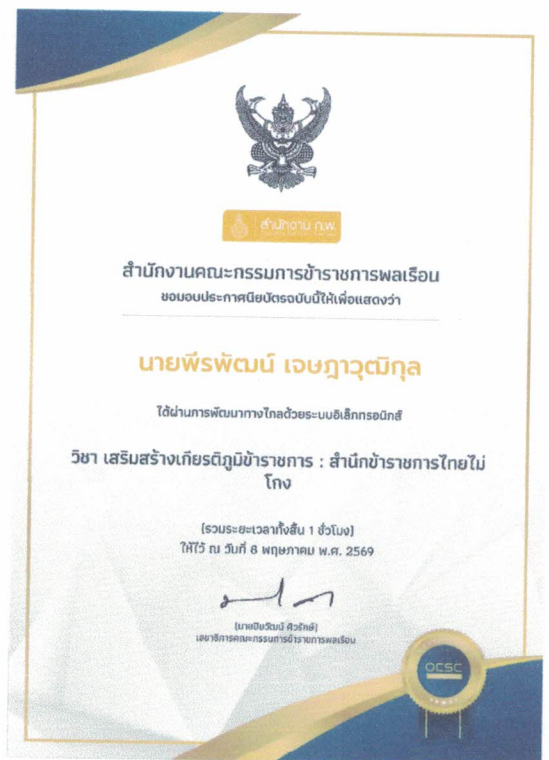 สำนักงาน ก.พ.
สำนักงานคณะกรรมการข้าราชการพลเรือน
ขอมอบประกาศนียบัตรฉบับนี้ให้เพื่อแสดงว่า
นายพีรพัฒน์ เจษฎาวุฒิกุล
ได้ผ่านการพัฒนาทางไกลด้วยระบบอิเล็กทรอนิกส์
วิชา เสริมสร้างเกียรติภูมิข้าราชการ : สำนึกข้าราชการไทยไม่
โกง
(รวมระยะเวลาทั้งสิ้น 1 ชั่วโมง)
ให้ไว้ ณ วันที่ 8 พฤษภาคม พ.ศ. 2569
(นายปิยวัฒน์ ศิวรักษ์)
เลขาธิการคณะกรรมการข้าราชการพลเรือน
OCSC